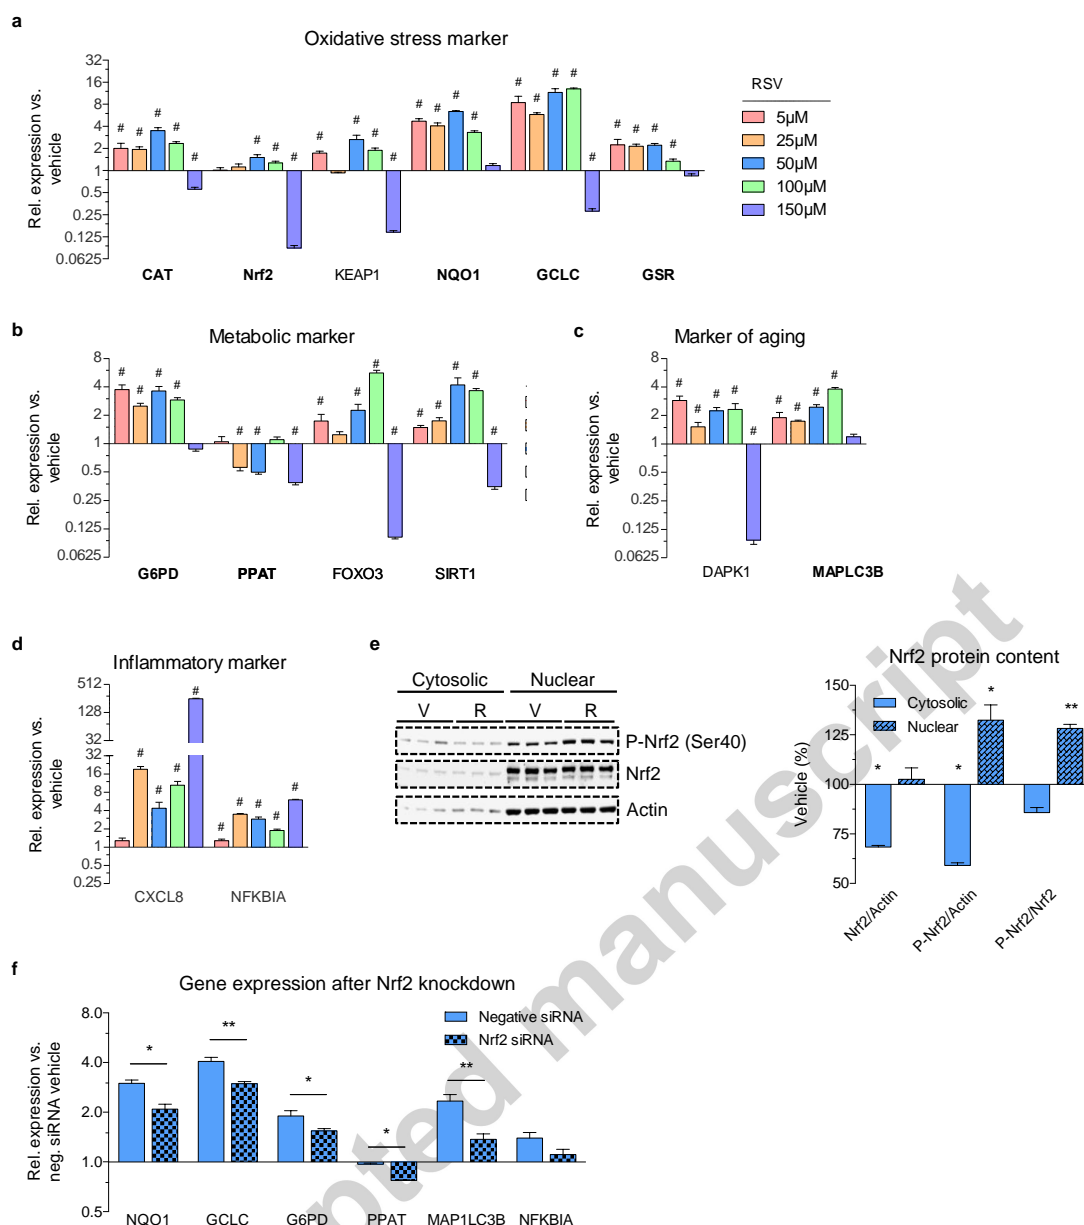 a
Oxidative stress marker
Rel. expression vs.
vehicle
32
16
8
4
2
1
0.5
0.25
0.125
0.0625
# # # # #
# # #
# # # #
# # # #
# # # # #
# # # #
CAT Nrf2 KEAP1 NQO1 GCLC GSR
RSV
5µM
25µM
50µM
100µM
150µM
b
Metabolic marker
Rel. expression vs.
vehicle
8
4
2
1
0.5
0.25
0.125
0.0625
# # # #
# # #
# # # #
# # # # #
G6PD PPAT FOXO3 SIRT1
c
Marker of aging
Rel. expression vs.
vehicle
8
4
2
1
0.5
0.25
0.125
0.0625
# # # # #
# # # #
DAPK1 MAPLC3B
d
Inflammatory marker
Rel. expression vs.
vehicle
512
128
32
32
16
8
4
2
1
0.5
0.25
# # # #
# # # # #
CXCL8 NFKBIA
e
Cytosolic Nuclear
V R V R
P-Nrf2 (Ser40)
Nrf2
Actin
Nrf2 protein content
Vehicle (%)
150
125
100
75
50
Cytosolic
Nuclear
* * * **
Nrf2/Actin
P-Nrf2/Actin
P-Nrf2/Nrf2
f
Gene expression after Nrf2 knockdown
Rel. expression vs.
neg. siRNA vehicle
8.0
4.0
2.0
1.0
0.5
Negative siRNA
Nrf2 siRNA
* ** * * **
NQO1 GCLC G6PD PPAT MAP1LC3B NFKBIA
pted manuscript